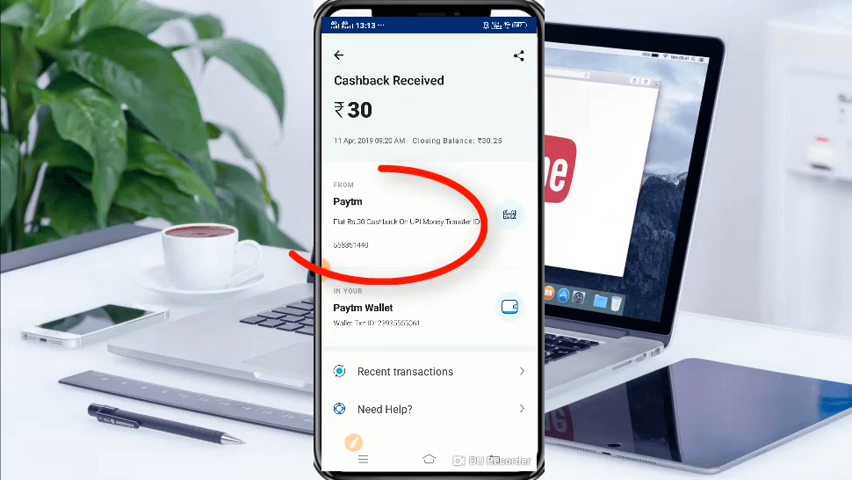 13:13
Cashback Received
₹30
11 Apr, 2019 09:20 AM Closing Balance: ₹30.25
FROM
Paytm
Flat Rs.30 Cashback On UPI Money Transfer ID
IN YOUR
Paytm Wallet
Wallet Txn ID: 23935555061
Recent transactions
Need Help?
DU Recorder